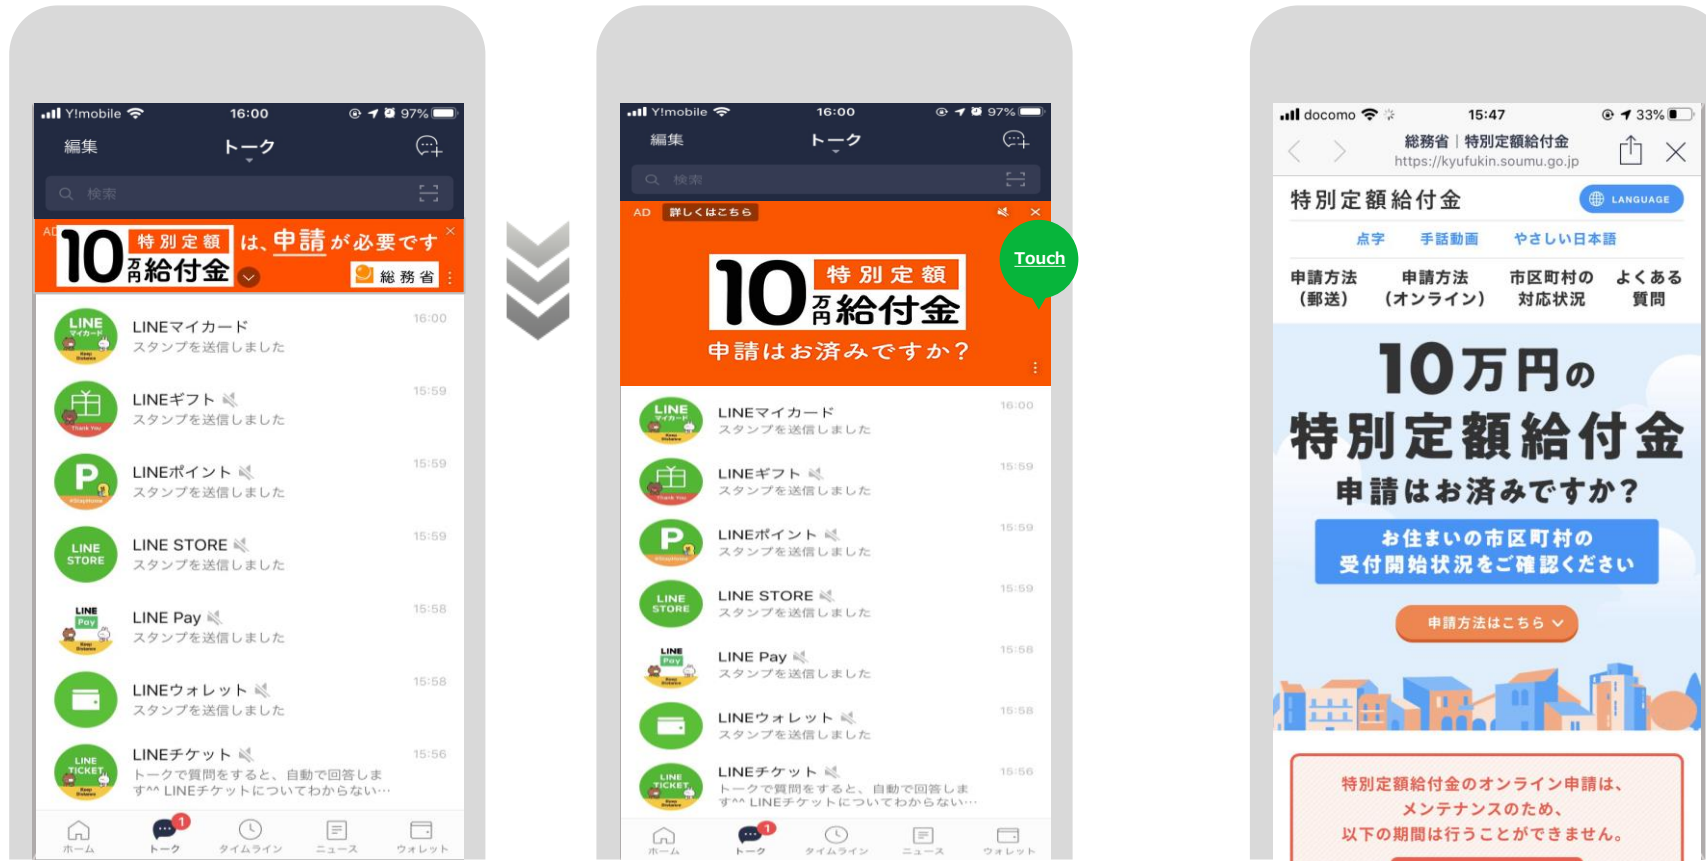 Y!mobile 16:00 97%
編集 トーク
検索
AD
10万円 特別定額給付金 は、申請が必要です
総務省
LINEマイカード 16:00
スタンプを送信しました
LINEギフト 15:59
スタンプを送信しました
LINEポイント 15:59
スタンプを送信しました
LINE STORE 15:59
スタンプを送信しました
LINE Pay 15:58
スタンプを送信しました
LINEウォレット 15:58
スタンプを送信しました
LINEチケット 15:56
トークで質問をすると、自動で回答しま
す^^ LINEチケットについてわからない…
1
ホーム トーク タイムライン ニュース ウォレット
Y!mobile 16:00 97%
編集 トーク
検索
AD 詳しくはこちら
Touch
10万円 特別定額給付金
申請はお済みですか?
LINEマイカード 16:00
スタンプを送信しました
LINEギフト 15:59
スタンプを送信しました
LINEポイント 15:59
スタンプを送信しました
LINE STORE 15:59
スタンプを送信しました
LINE Pay 15:58
スタンプを送信しました
LINEウォレット 15:58
スタンプを送信しました
LINEチケット 15:56
トークで質問をすると、自動で回答しま
す^^ LINEチケットについてわからない…
1
ホーム トーク タイムライン ニュース ウォレット
docomo 15:47 33%
総務省|特別定額給付金
https://kyufukin.soumu.go.jp
特別定額給付金 LANGUAGE
点字 手話動画 やさしい日本語
申請方法(郵送) 申請方法(オンライン) 市区町村の対応状況 よくある質問
10万円の
特別定額給付金
申請はお済みですか?
お住まいの市区町村の
受付開始状況をご確認ください
申請方法はこちら
特別定額給付金のオンライン申請は、
メンテナンスのため、
以下の期間は行うことができません。